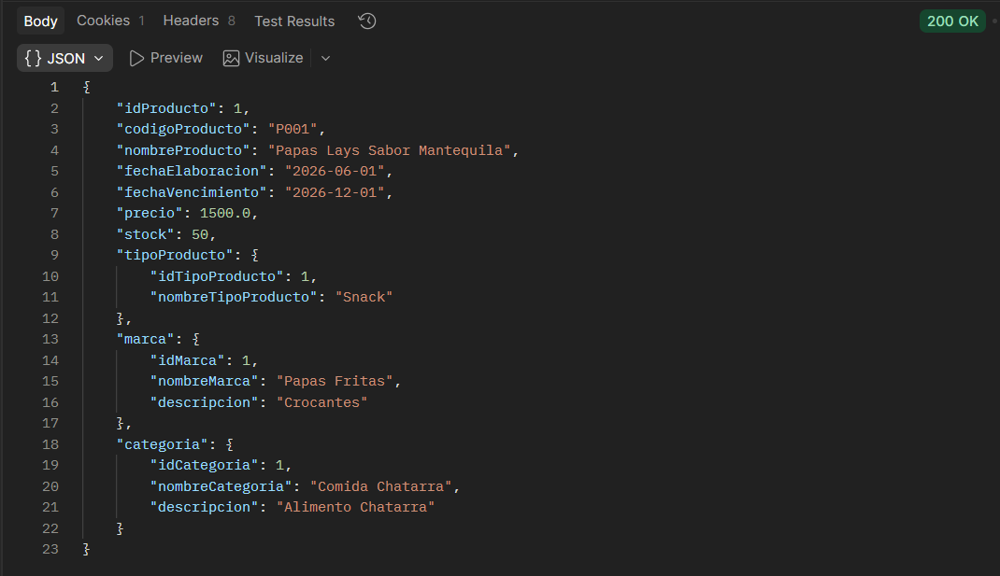 Body Cookies 1 Headers 8 Test Results 200 OK
{} JSON Preview Visualize
1 {
2 "idProducto": 1,
3 "codigoProducto": "P001",
4 "nombreProducto": "Papas Lays Sabor Mantequila",
5 "fechaElaboracion": "2026-06-01",
6 "fechaVencimiento": "2026-12-01",
7 "precio": 1500.0,
8 "stock": 50,
9 "tipoProducto": {
10 "idTipoProducto": 1,
11 "nombreTipoProducto": "Snack"
12 },
13 "marca": {
14 "idMarca": 1,
15 "nombreMarca": "Papas Fritas",
16 "descripcion": "Crocantes"
17 },
18 "categoria": {
19 "idCategoria": 1,
20 "nombreCategoria": "Comida Chatarra",
21 "descripcion": "Alimento Chatarra"
22 }
23 }